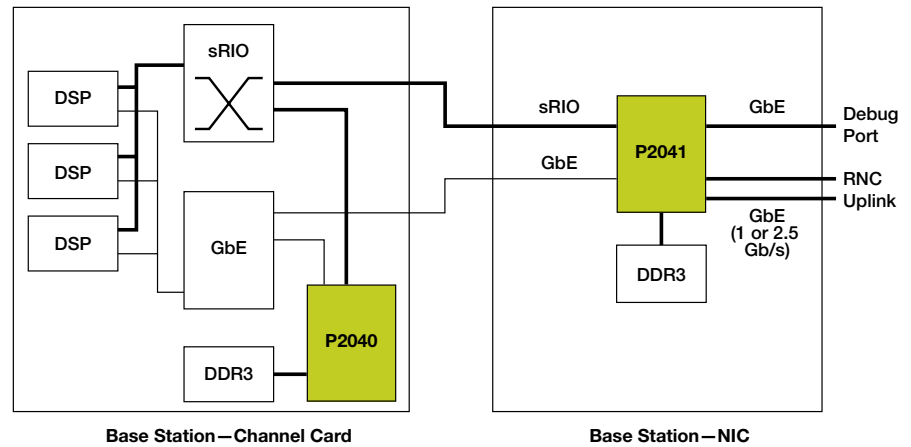 sRIO
DSP
DSP
DSP
GbE
P2040
DDR3
Base Station—Channel Card
sRIO
GbE
P2041
GbE
Debug
Port
RNC
Uplink
GbE
(1 or 2.5
Gb/s)
DDR3
Base Station—NIC